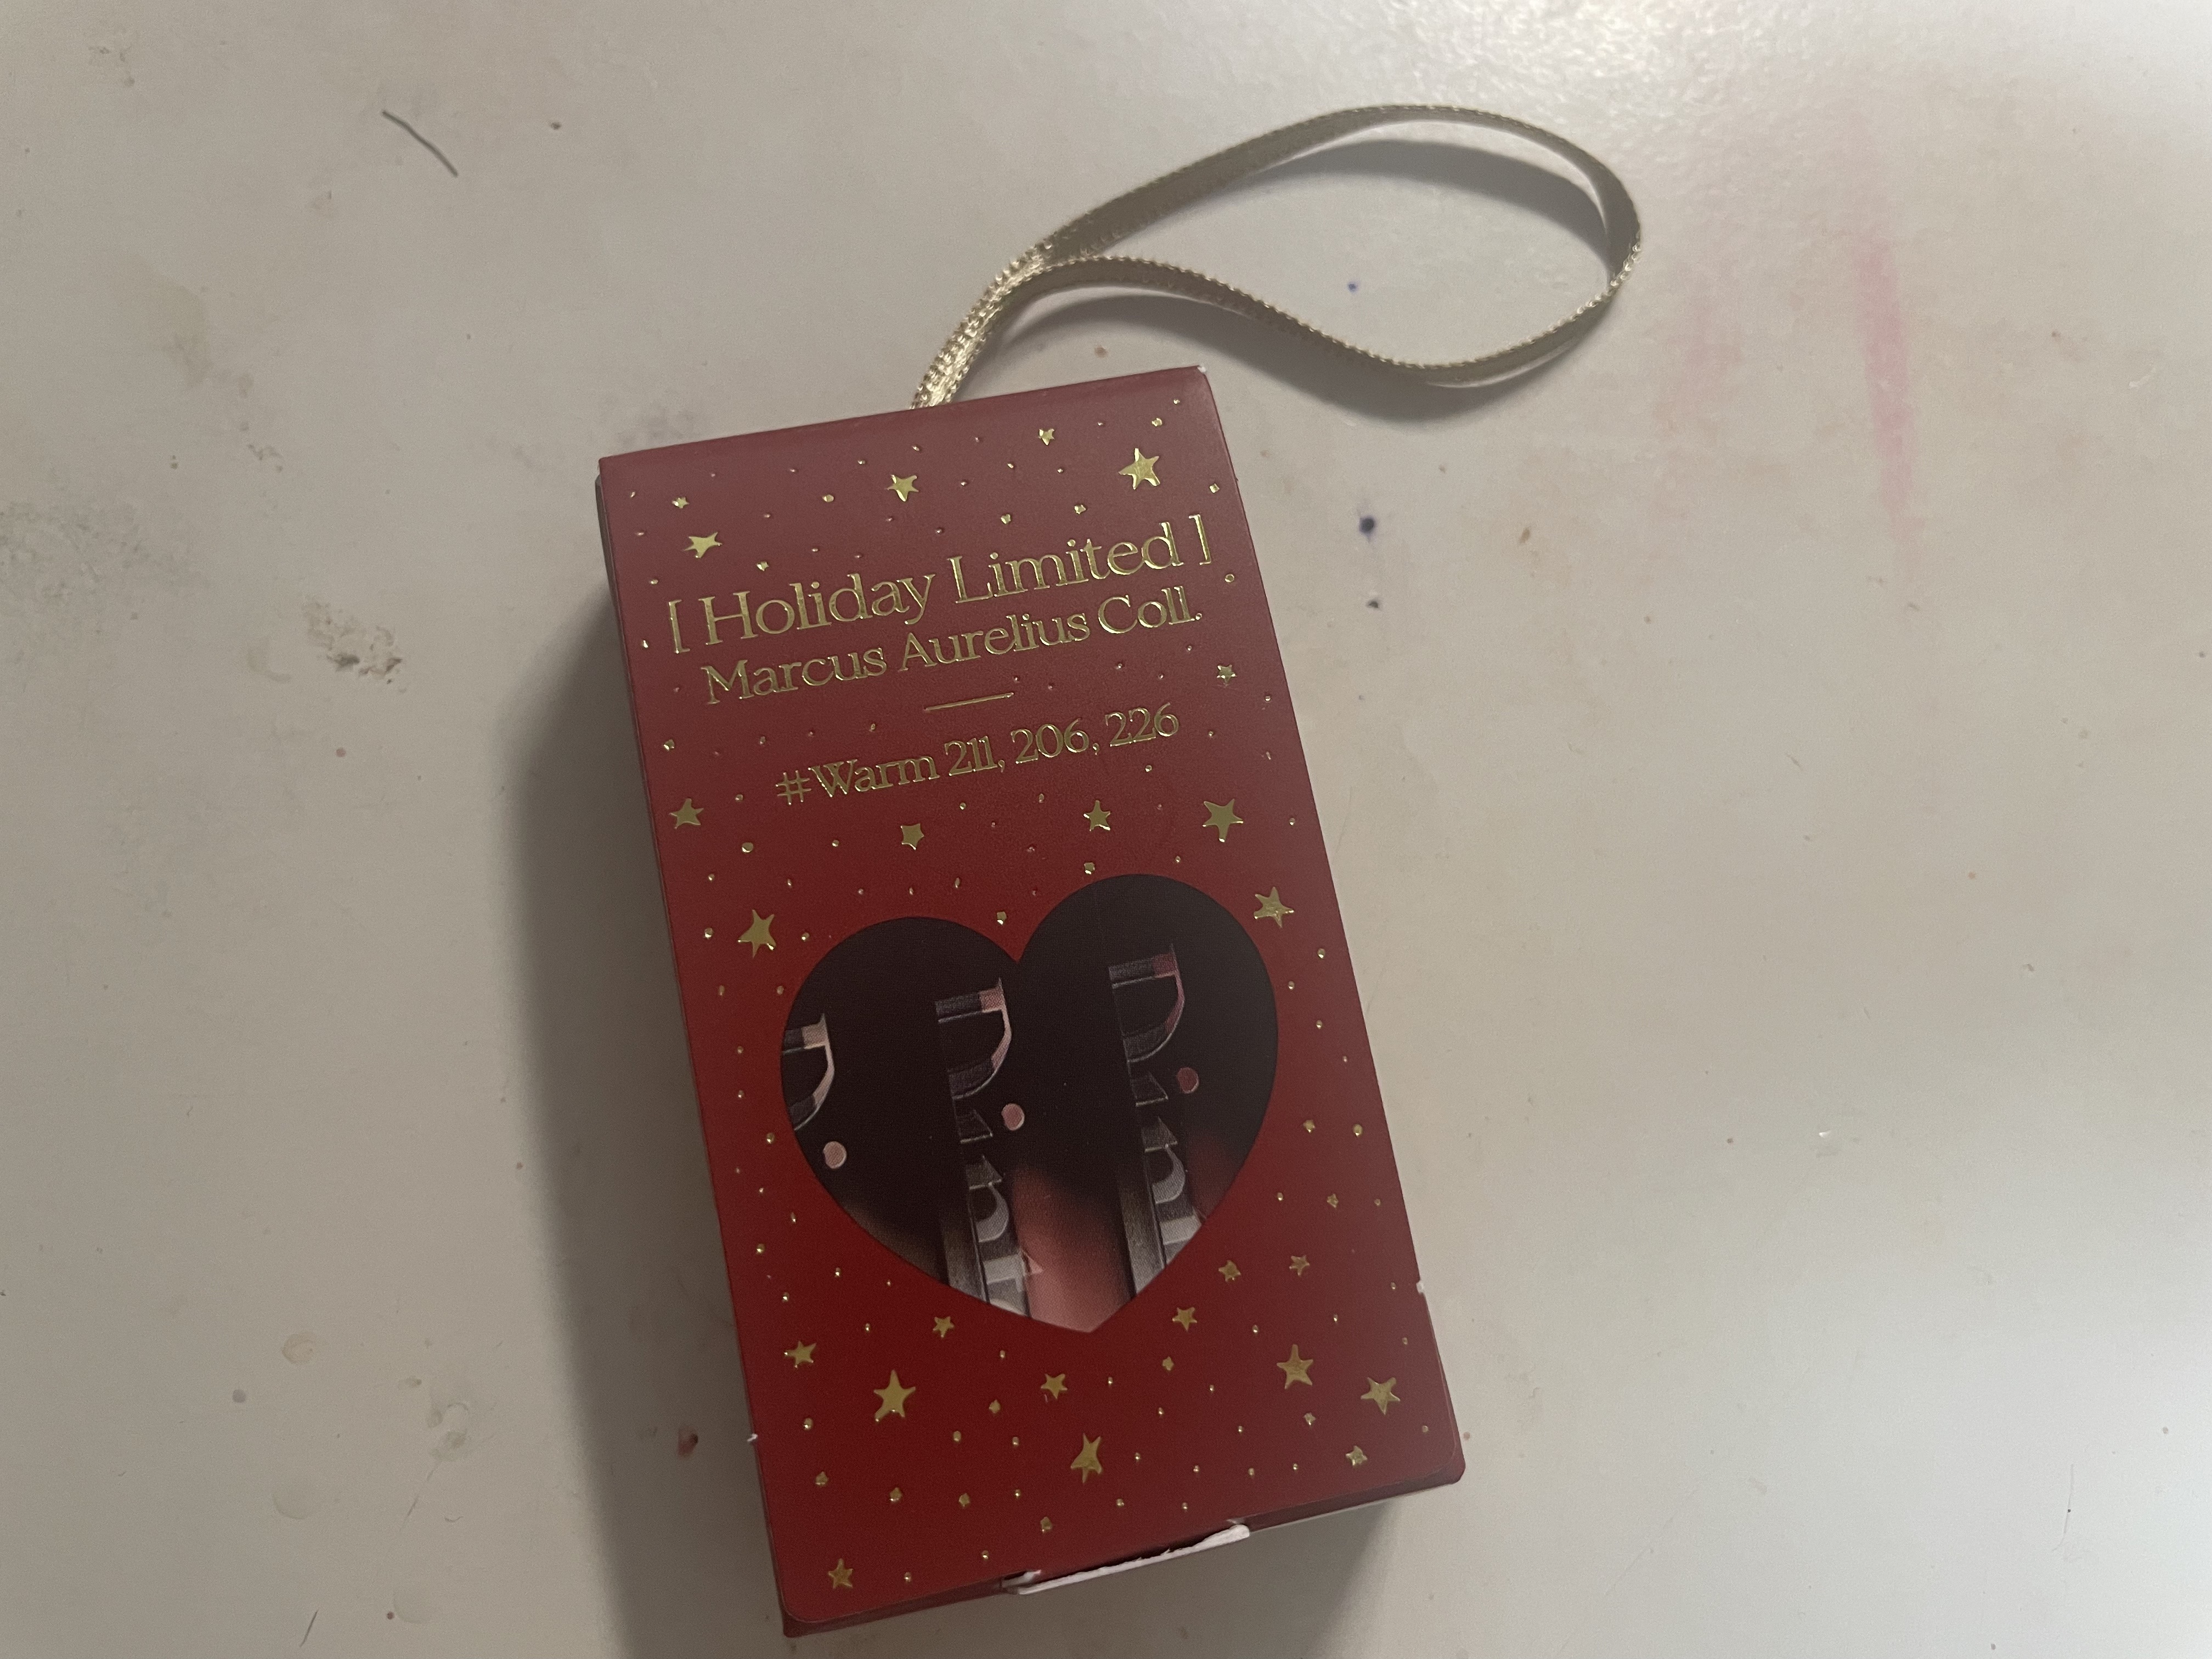 [ Holiday Limited ]
Marcus Aurelius Coll.
#Warm 211, 206, 226